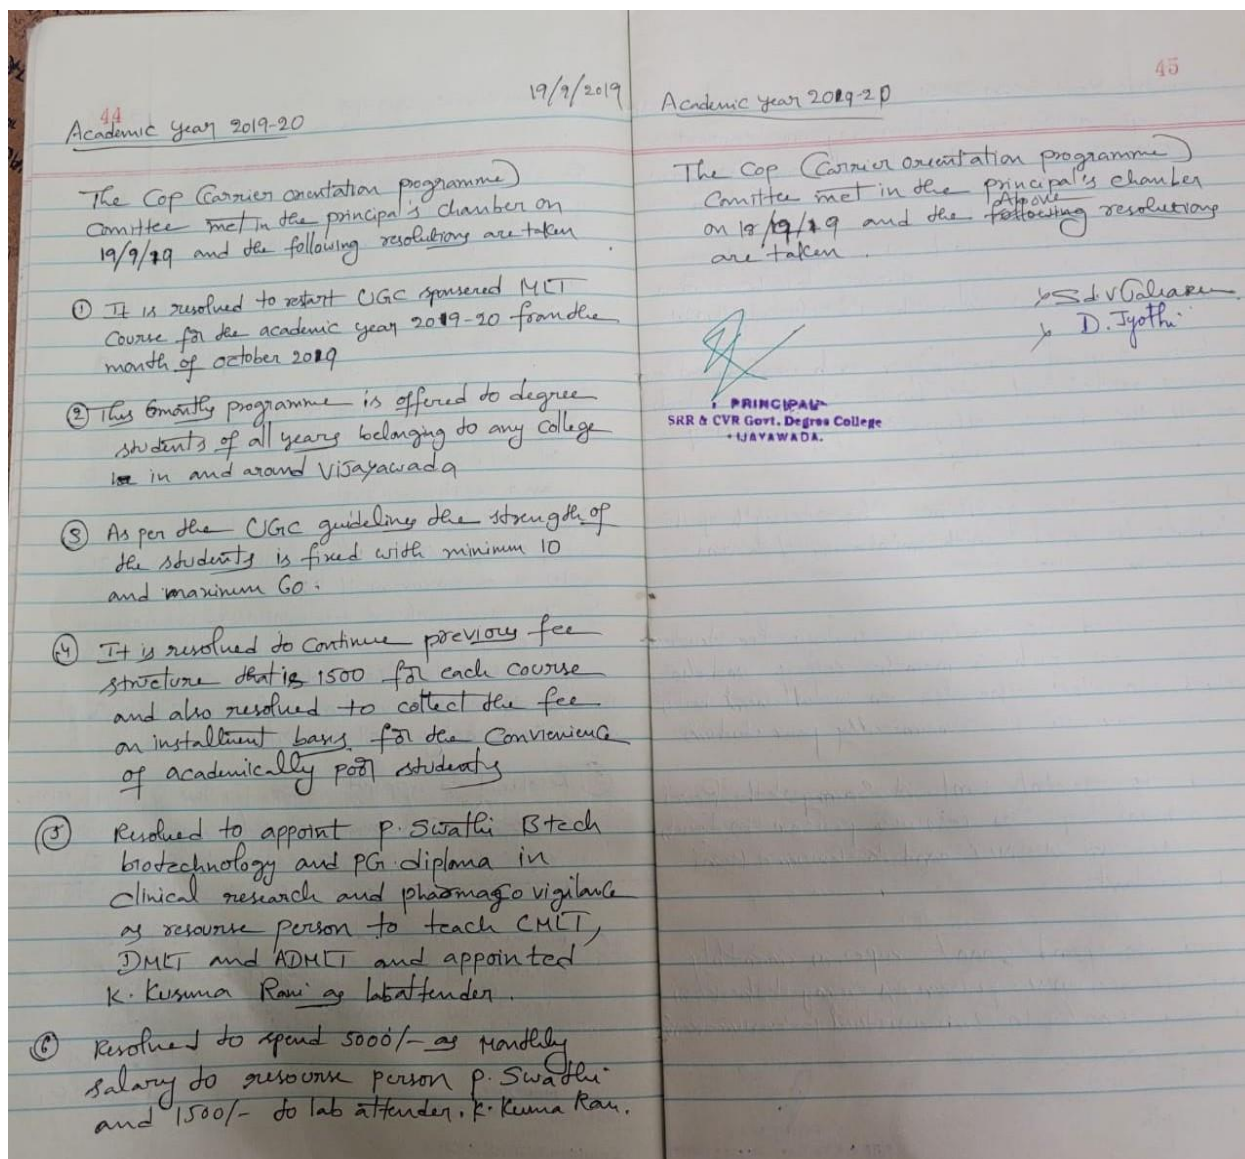 44
19/9/2019
Academic year 2019-20
The Cop (Carrier orientation programme)
Comittee met in the principal's chamber on
19/9/19 and the following resolutions are taken
① It is resolved to restart UGC sponsered MLT
Course for the academic year 2019-20 from the
month of october 2019
② This 6monthy programme is offered to degree
students of all years belonging to any College
in and around Vijayawada
③ As per the UGC guidelines the strength of
the students is fixed with minimum 10
and maximum 60.
④ It is resolved to continue previous fee
structure that is 1500 for each course
and also resolved to collect the fee
on installment basis for the Convienience
of academically poor students
⑤ Resolved to appoint P. Swathi Btech
biotechnology and PG diploma in
clinical research and pharmago vigilance
as resourse person to teach CMLT,
DMLT and ADMLT and appointed
K. Kusuma Rani as lab attender.
⑥ Resolved to spend 5000/- as Monthly
salary to resourse person P. Swathi
and 1500/- to lab attender. K. Kuma Rani.
45
Academic year 2019-20
The Cop (Carrier orientation programme)
Comittee met in the principal's chamber
Above
on 19/9/19 and the following resolutions
are taken.
D. Jyothi
PRINCIPAL
SRR & CVR Govt. Degree College
VIJAYAWADA.